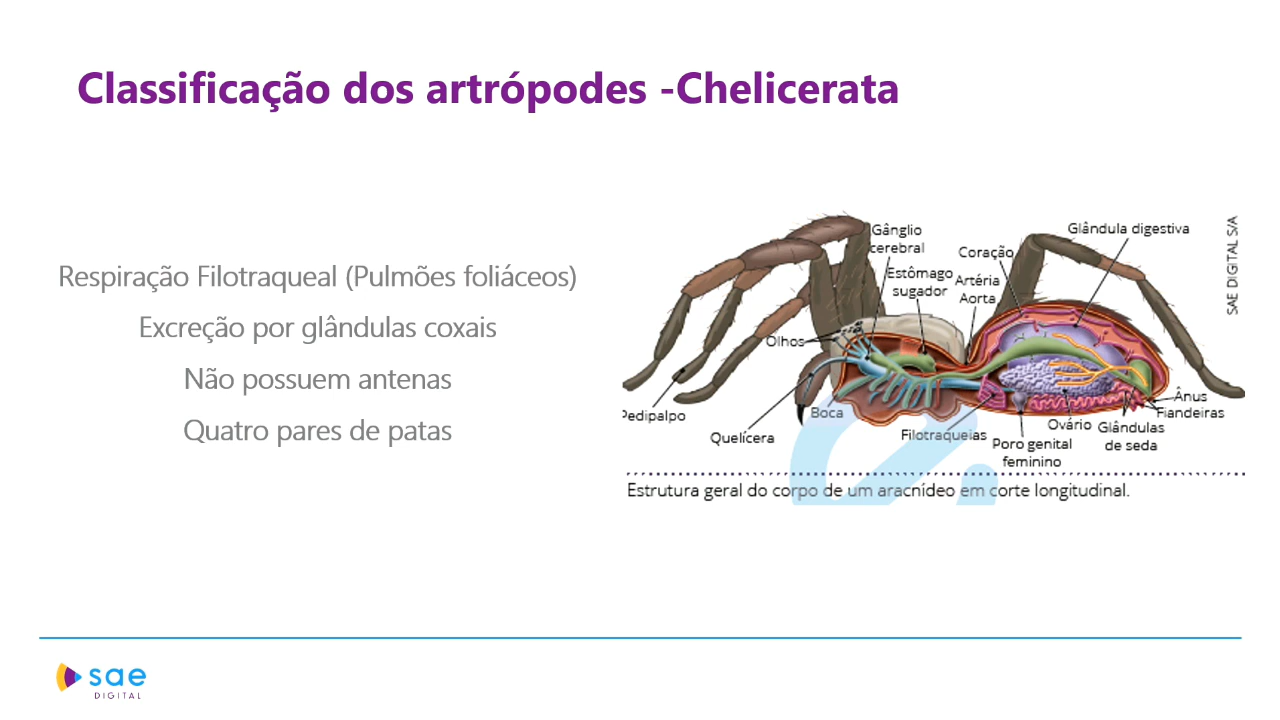 Classificação dos artrópodes -Chelicerata
Respiração Filotraqueal (Pulmões foliáceos)
Excreção por glândulas coxais
Não possuem antenas
Quatro pares de patas
Gânglio
cerebral
Glândula digestiva
Coração
Estômago
sugador
Artéria
Aorta
Olhos
Pedipalpo
Quelícera
Boca
Filotraqueias
Poro genital
feminino
Ovário
Glândulas
de seda
Ânus
Fiandeiras
SAE DIGITAL S/A
Estrutura geral do corpo de um aracnídeo em corte longitudinal.
sae
DIGITAL